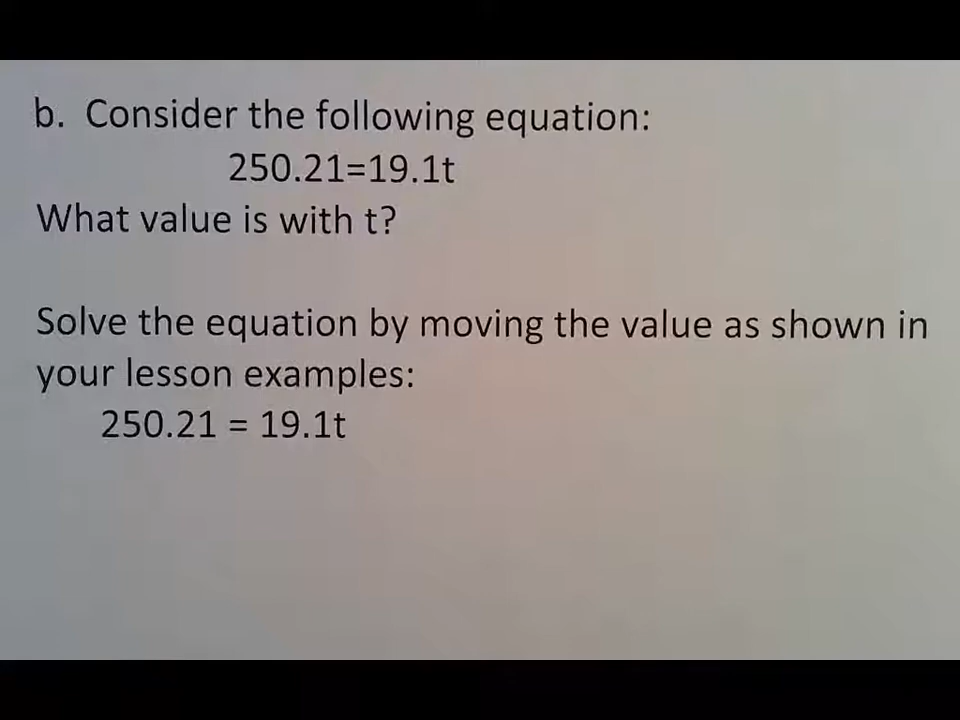 b. Consider the following equation:
250.21=19.1t
What value is with t?
Solve the equation by moving the value as shown in
your lesson examples:
250.21 = 19.1t